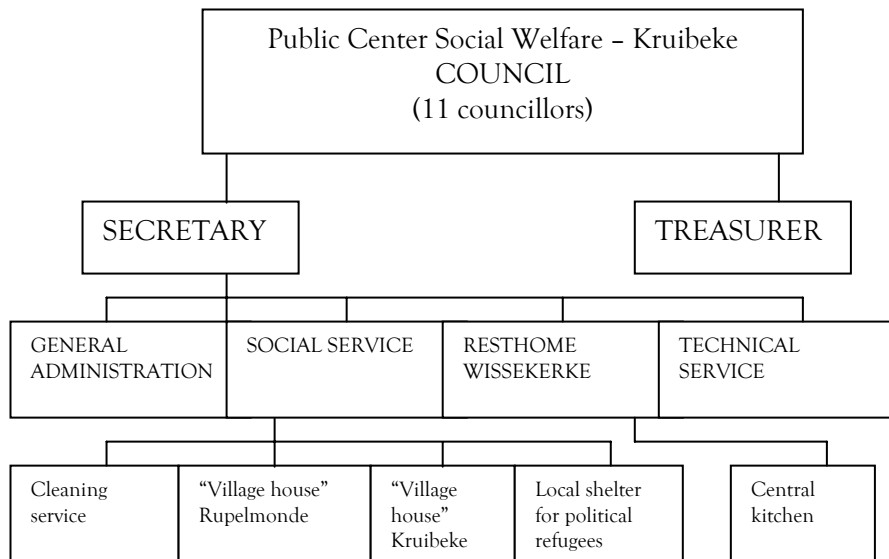 Public Center Social Welfare – Kruibeke
COUNCIL
(11 councillors)
SECRETARY
TREASURER
GENERAL
ADMINISTRATION
SOCIAL SERVICE
RESTHOME
WISSEKERKE
TECHNICAL
SERVICE
Cleaning
service
“Village house”
Rupelmonde
“Village
house”
Kruibeke
Local shelter
for political
refugees
Central
kitchen